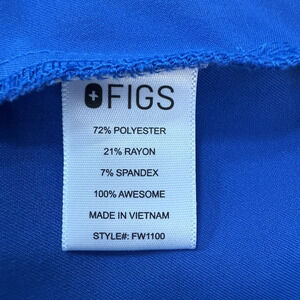 FIGS
72% POLYESTER
21% RAYON
7% SPANDEX
100% AWESOME
MADE IN VIETNAM
STYLE#: FW1100